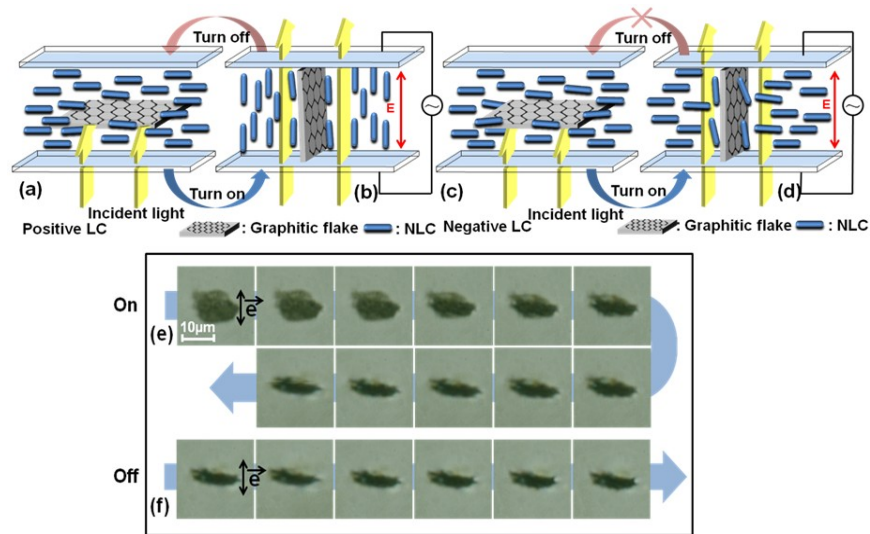 Turn off
E
Turn on
(a)
(b)
Incident light
Positive LC
: Graphitic flake
: NLC
Turn off
E
Turn on
(c)
(d)
Incident light
Negative LC
: Graphitic flake
: NLC
On
(e)
e
10μm
Off
(f)
e